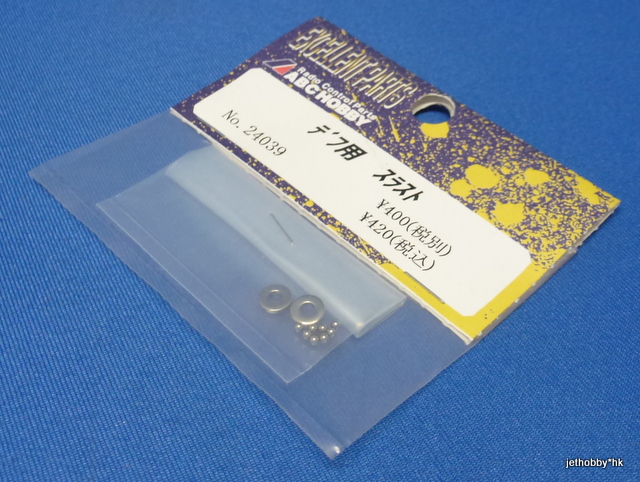 EXCELLENT PARTS
Radio Control Parts
ABC HOBBY
No.24039
デフ用 スラスト
¥400(税別)
¥420(税込)
jethobby*hk